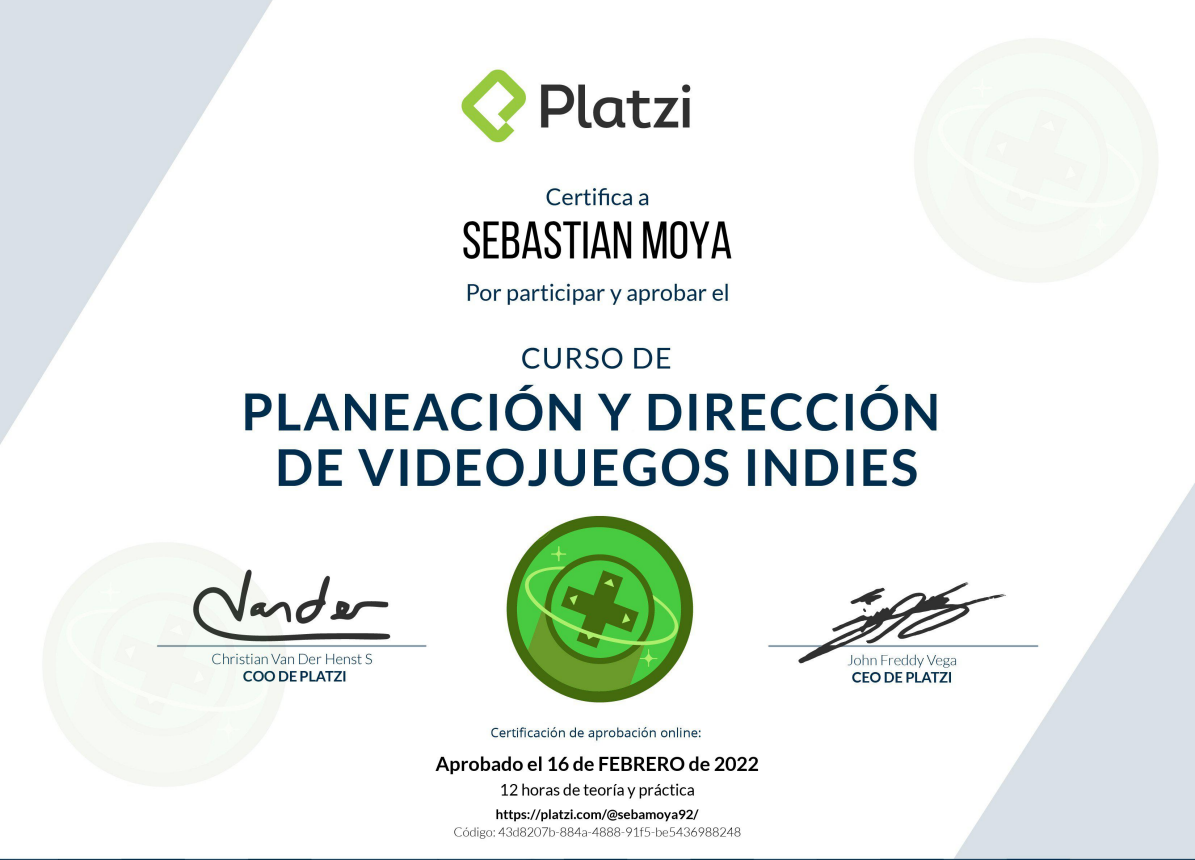 Platzi
Certifica a
SEBASTIAN MOYA
Por participar y aprobar el
CURSO DE
PLANEACIÓN Y DIRECCIÓN
DE VIDEOJUEGOS INDIES
Vander
Christian Van Der Henst S
COO DE PLATZI
John Freddy Vega
CEO DE PLATZI
Certificación de aprobación online:
Aprobado el 16 de FEBRERO de 2022
12 horas de teoría y práctica
https://platzi.com/@sebamoya92/
Código: 43d8207b-884a-4888-91f5-be5436988248